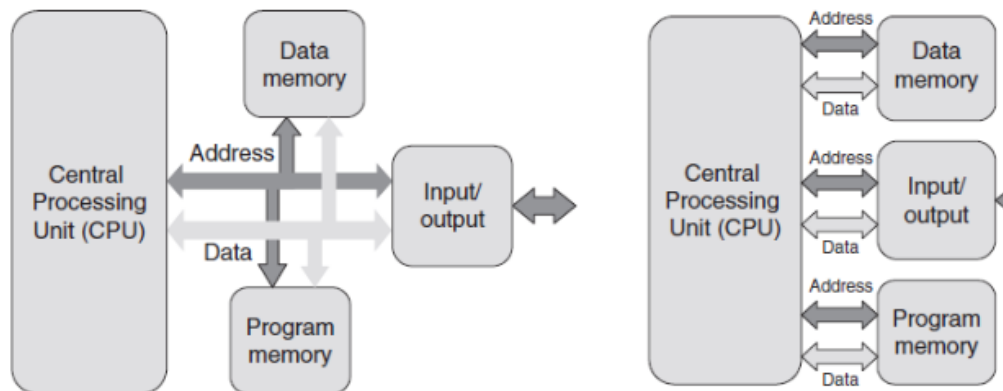 Data
memory
Address
Central
Processing
Unit (CPU)
Input/
output
Data
Program
memory
Address
Data
memory
Data
Central
Processing
Unit (CPU)
Address
Input/
output
Data
Address
Program
memory
Data